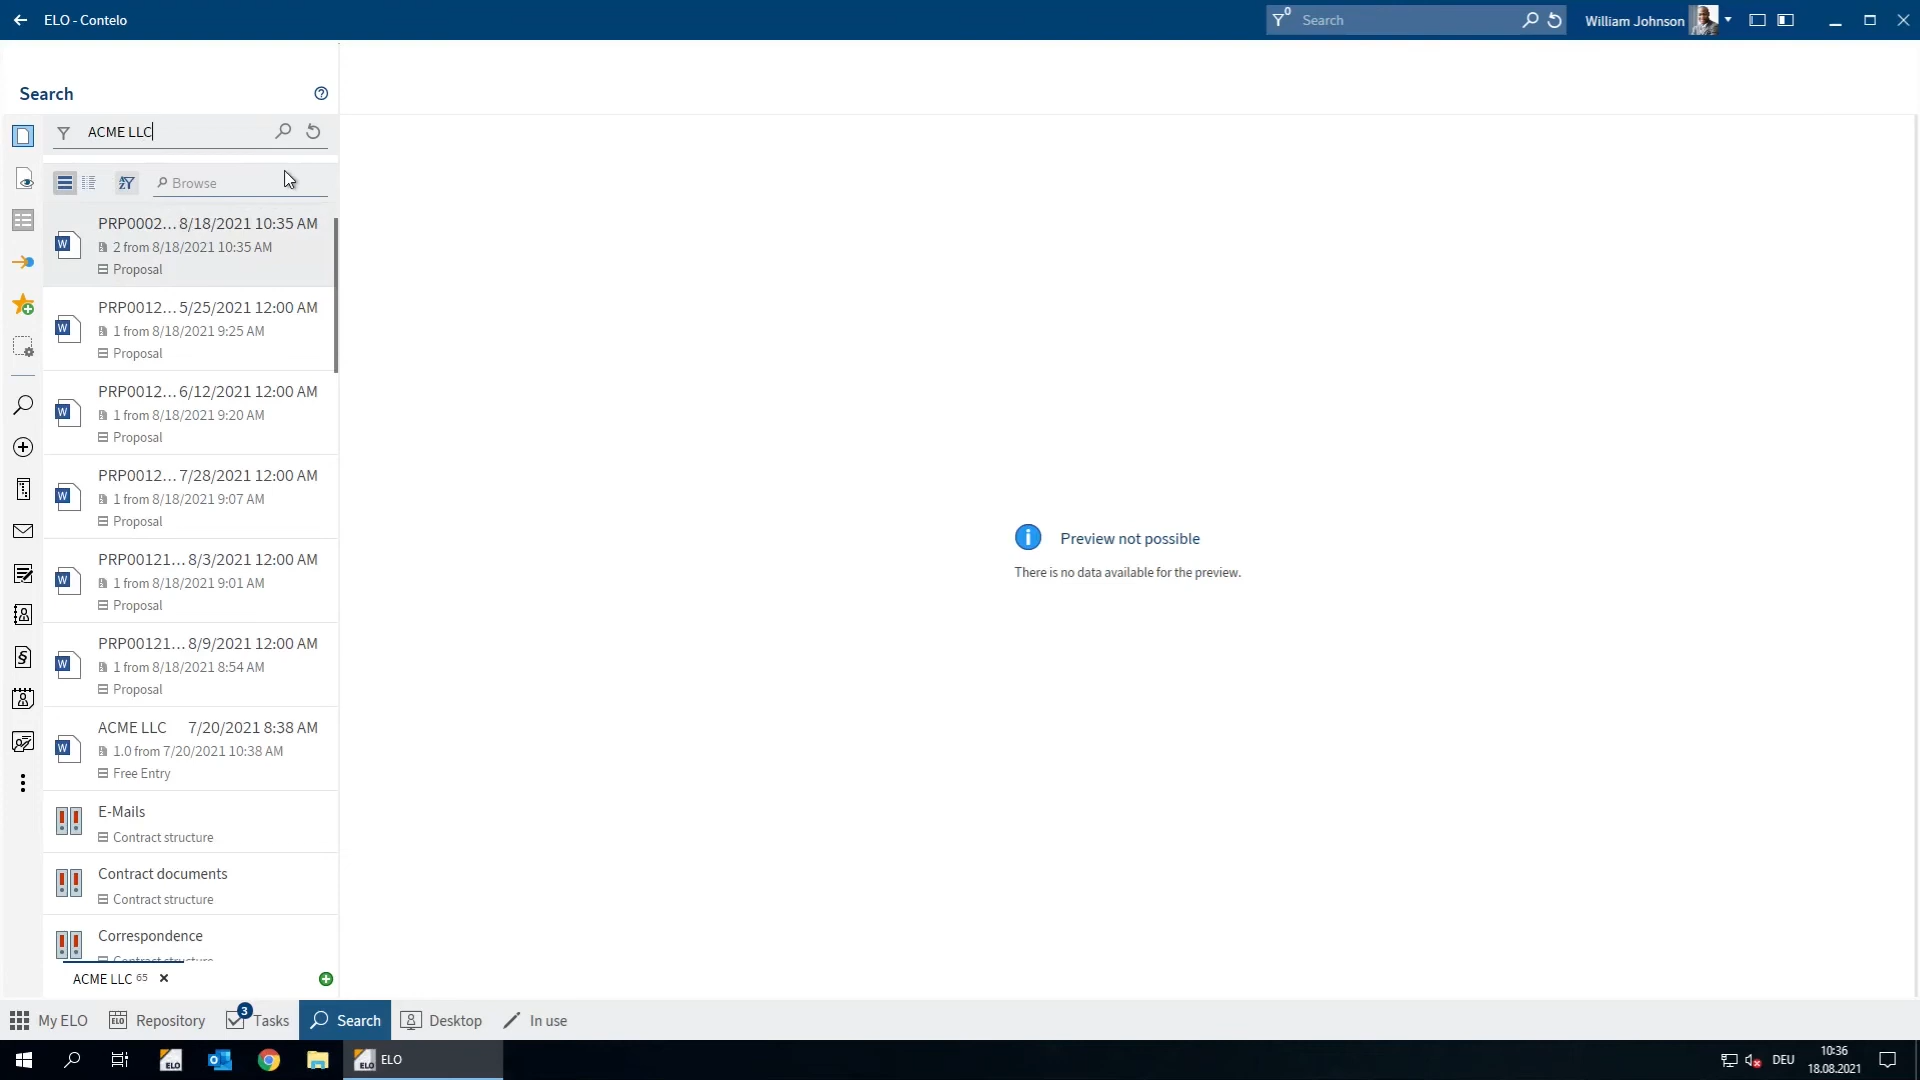 ELO - Contelo
0
Search
William Johnson
Search
ACME LLC
Browse
PRP0002... 8/18/2021 10:35 AM
2 from 8/18/2021 10:35 AM
Proposal
PRP0012... 5/25/2021 12:00 AM
1 from 8/18/2021 9:25 AM
Proposal
PRP0012... 6/12/2021 12:00 AM
1 from 8/18/2021 9:20 AM
Proposal
PRP0012... 7/28/2021 12:00 AM
1 from 8/18/2021 9:07 AM
Proposal
PRP00121... 8/3/2021 12:00 AM
1 from 8/18/2021 9:01 AM
Proposal
PRP00121... 8/9/2021 12:00 AM
1 from 8/18/2021 8:54 AM
Proposal
ACME LLC 7/20/2021 8:38 AM
1.0 from 7/20/2021 10:38 AM
Free Entry
E-Mails
Contract structure
Contract documents
Contract structure
Correspondence
Contract structure
ACME LLC 65
Preview not possible
There is no data available for the preview.
My ELO
Repository
3
Tasks
Search
Desktop
In use
ELO
DEU
10:36
18.08.2021